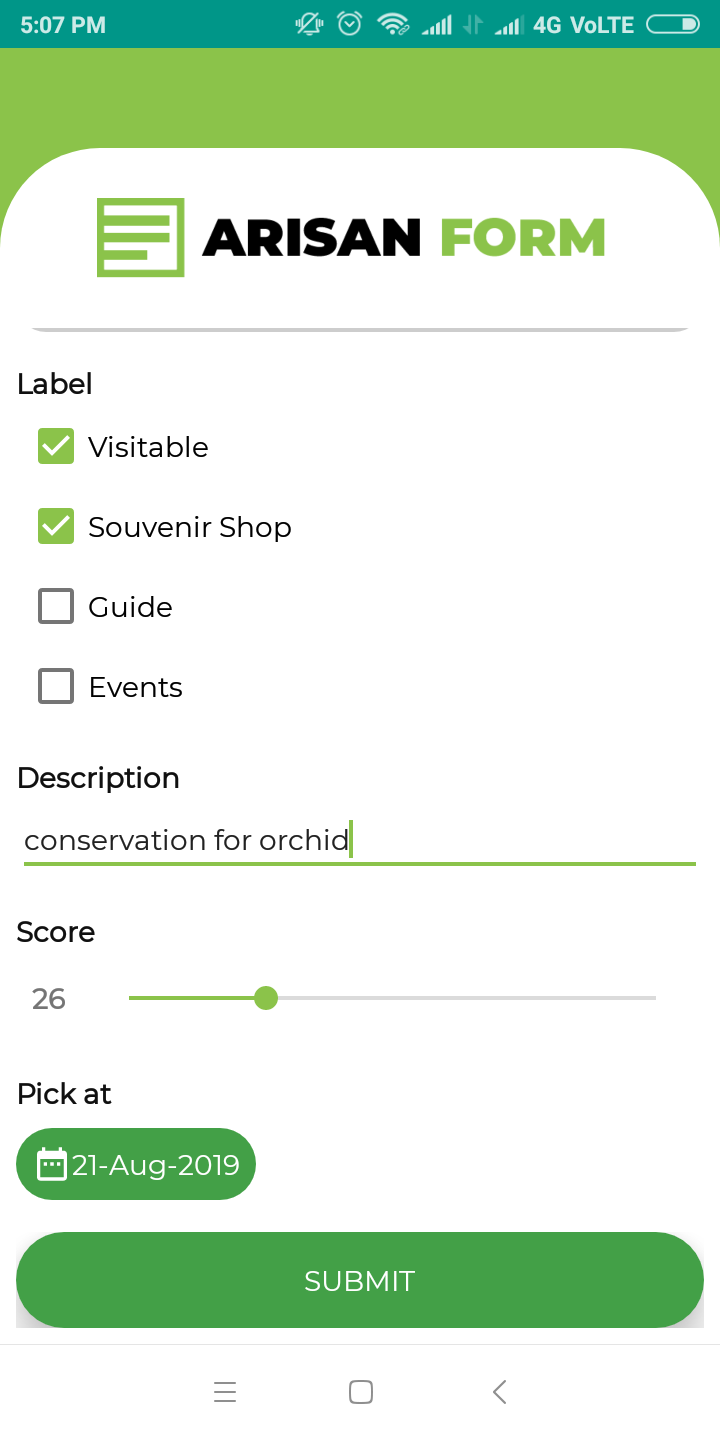 5:07 PM 4G VoLTE
ARISAN FORM
Label
Visitable
Souvenir Shop
Guide
Events
Description
conservation for orchid
Score
26
Pick at
21-Aug-2019
SUBMIT